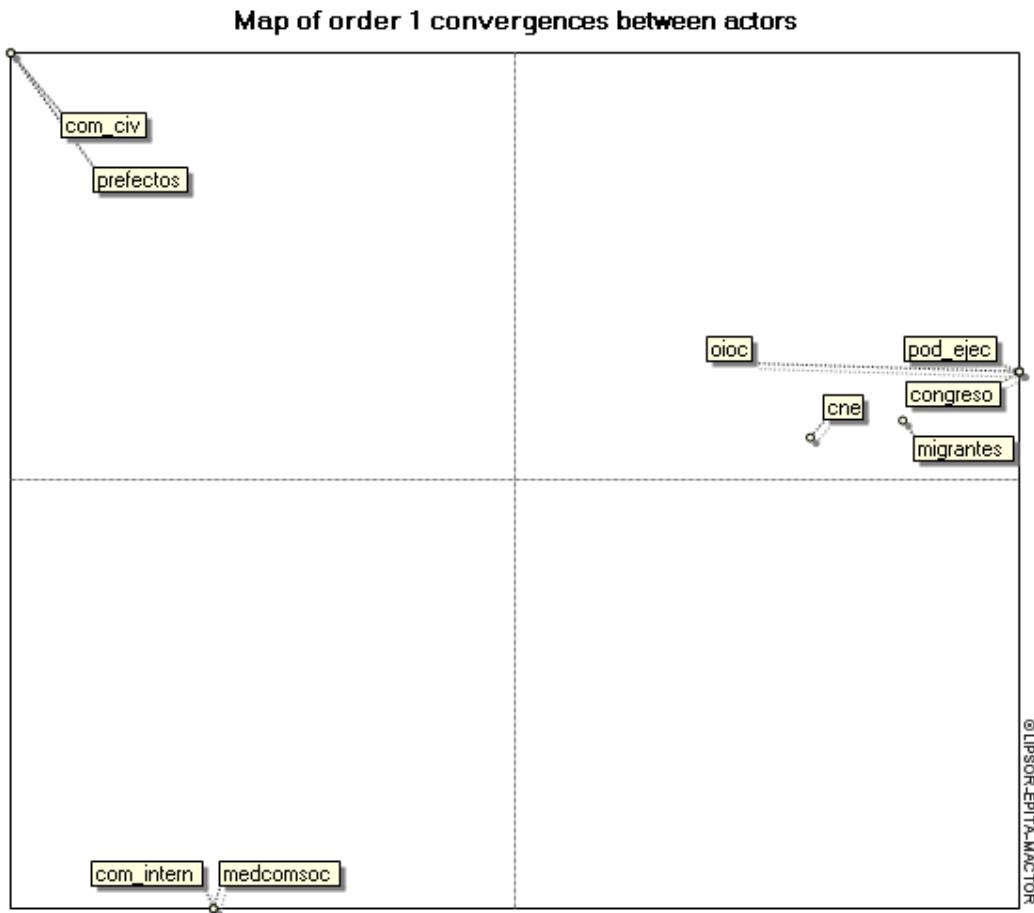 Map of order 1 convergences between actors
com_civ
prefectos
oioc
pod_ejec
congreso
cne
migrantes
com_intern
medcomsoc
© LIPSOR-EPITA-MACTOR